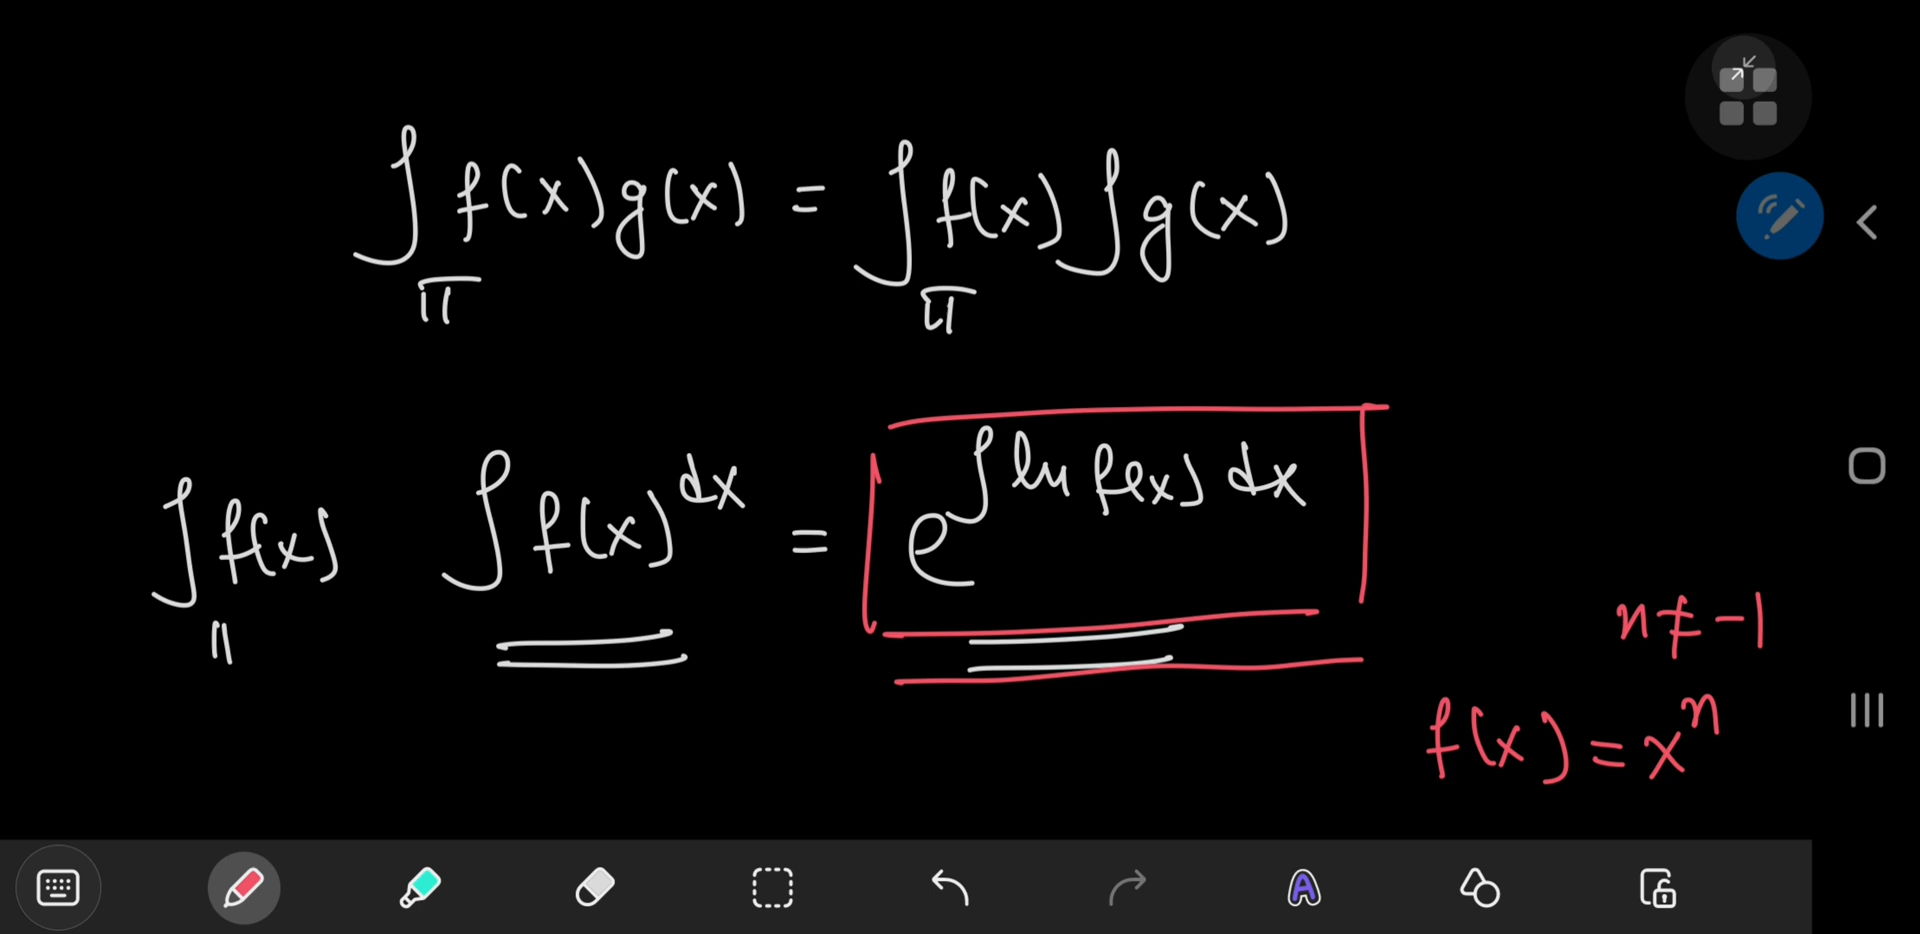 ∫ f(x)g(x) = ∫ f(x) ∫ g(x)
π π
∫ f(x) ∫ f(x)^dx = e^∫ ln f(x) dx
π
n ≠ -1
f(x) = x^n